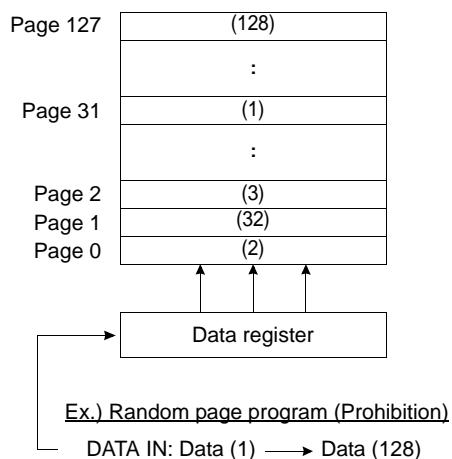 Page 127 (128)
:
Page 31 (1)
:
Page 2 (3)
Page 1 (32)
Page 0 (2)
Data register
Ex.) Random page program (Prohibition)
DATA IN: Data (1) → Data (128)